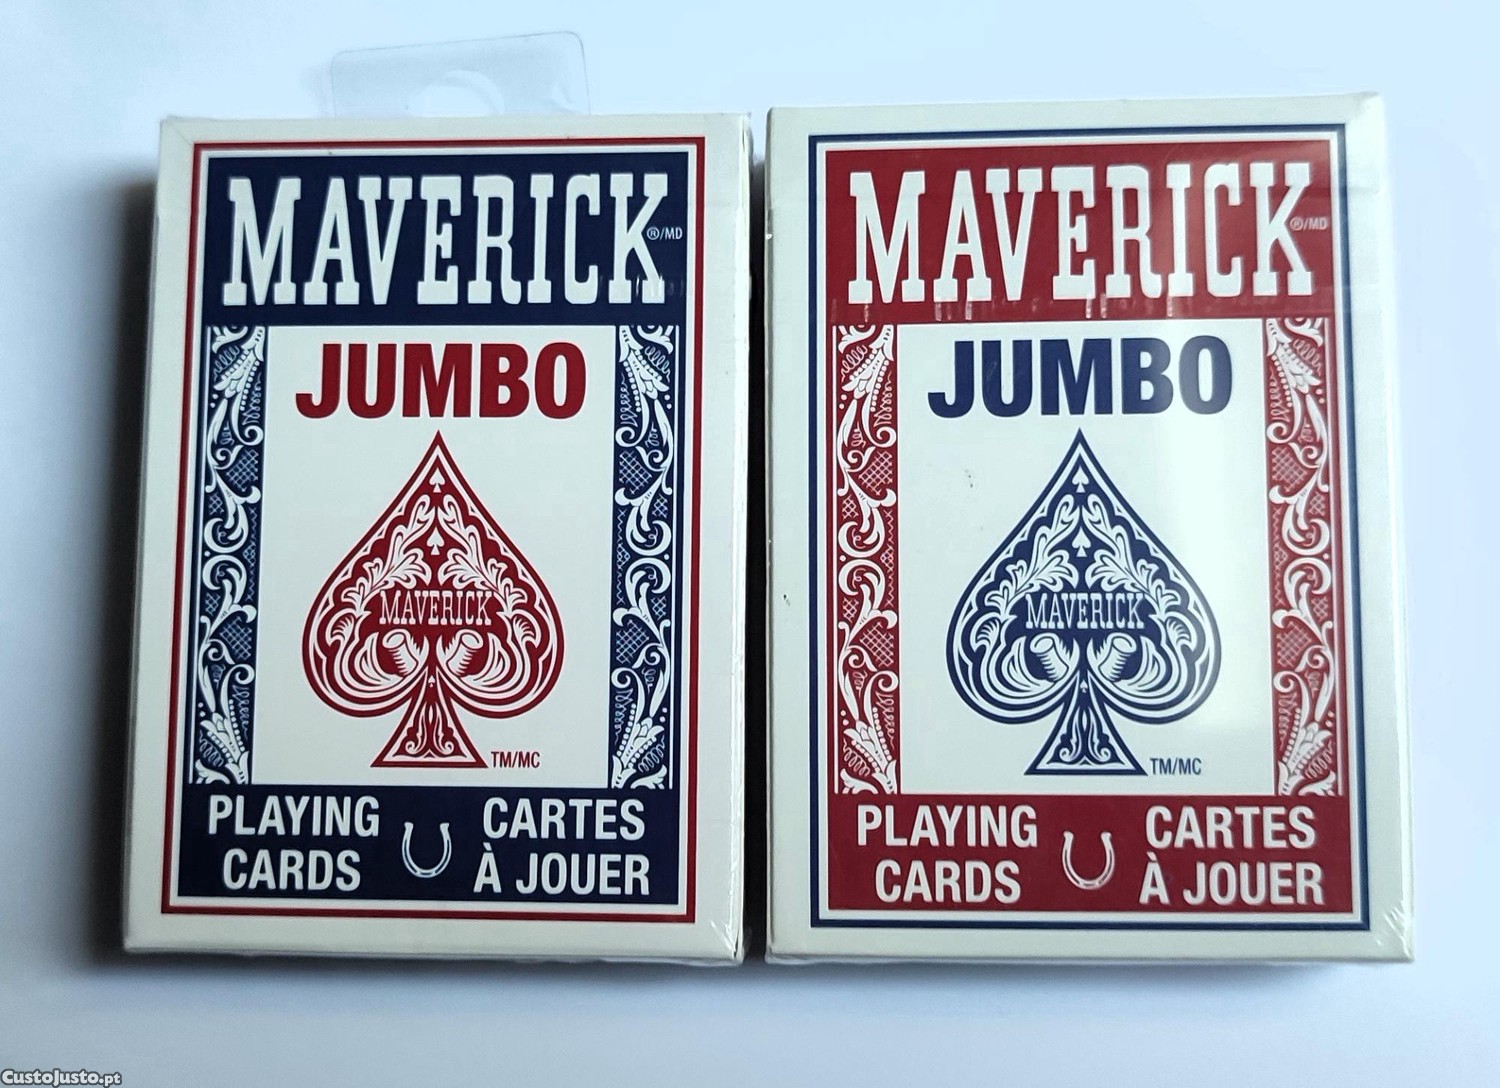 MAVERICK
®/MD
JUMBO
MAVERICK
TM/MC
PLAYING
CARDS
CARTES
À JOUER
MAVERICK
®/MD
JUMBO
MAVERICK
TM/MC
PLAYING
CARDS
CARTES
À JOUER
CustoJusto.pt